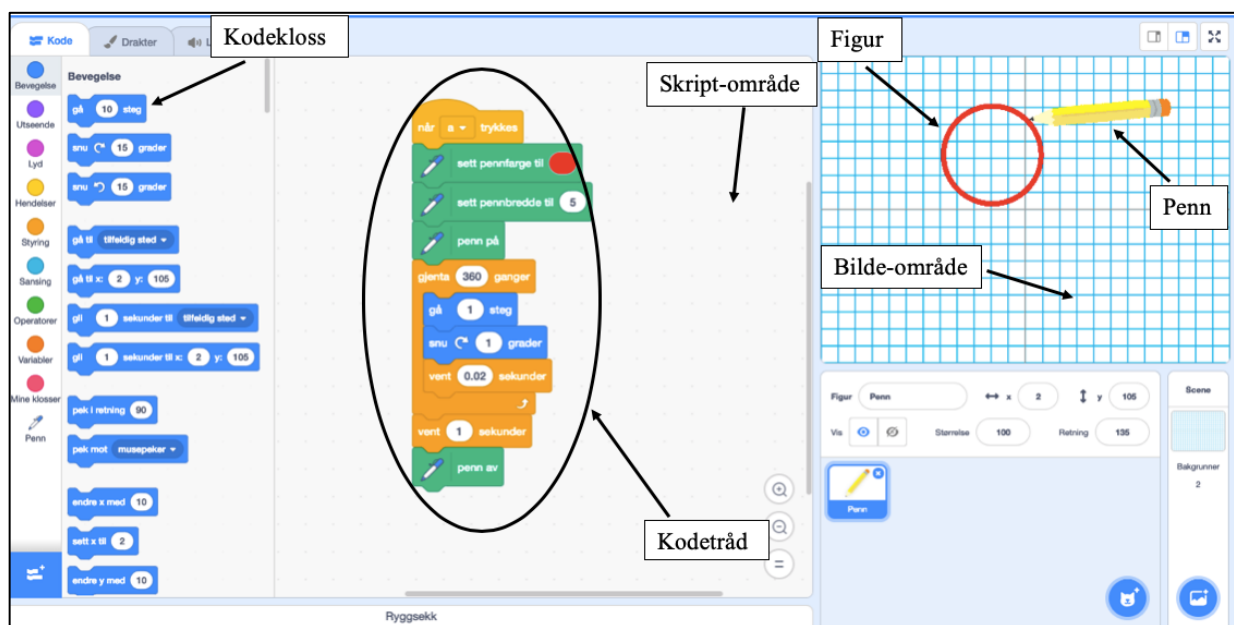 Kode
Drakter
L
Kodekloss
Bevegelse
Utseende
Lyd
Hendelser
Styring
Sansing
Operatorer
Variabler
Mine klosser
Penn
Bevegelse
gå 10 steg
snu 15 grader
snu 15 grader
gå til tilfeldig sted
gå til x: 2 y: 105
gli 1 sekunder til tilfeldig sted
gli 1 sekunder til x: 2 y: 105
pek i retning 90
pek mot musepeker
endre x med 10
sett x til 2
endre y med 10
når a trykkes
sett pennfarge til
sett pennbredde til 5
penn på
gjenta 360 ganger
gå 1 steg
snu 1 grader
vent 0.02 sekunder
vent 1 sekunder
penn av
Skript-område
Kodetråd
Ryggsekk
Figur
Penn
Bilde-område
Figur Penn x 2 y 105
Vis Størrelse 100 Retning 135
Penn
Scene
Bakgrunner
2